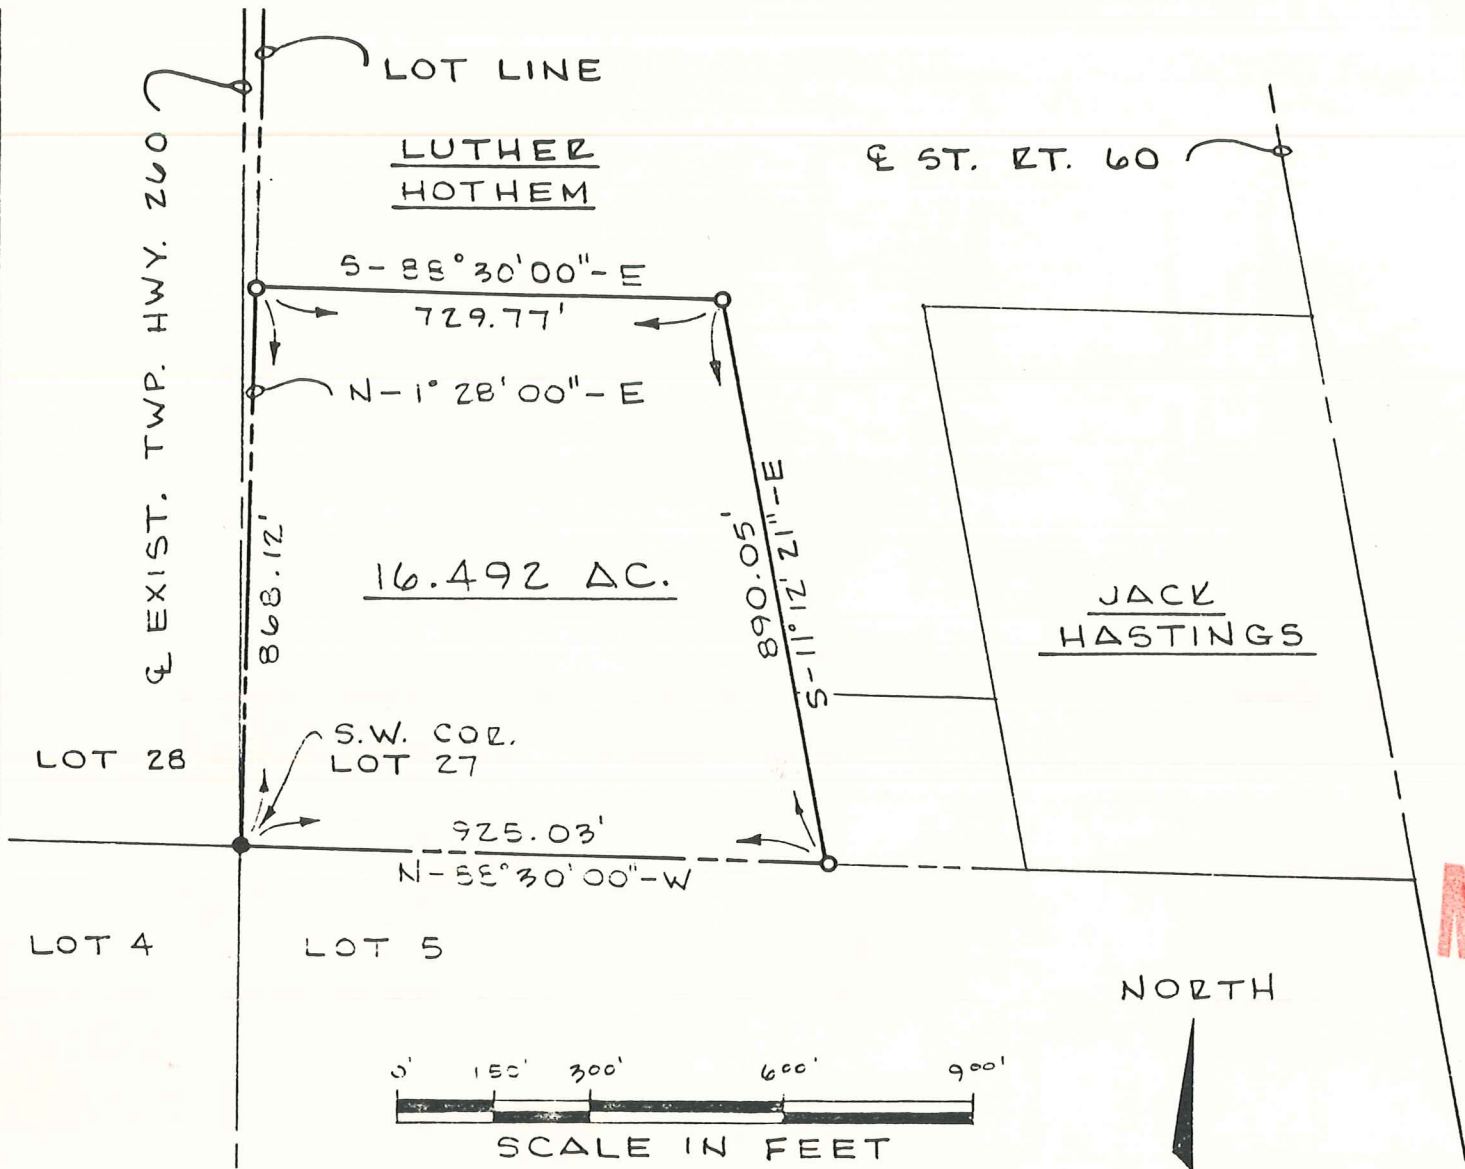 LOT LINE
LUTHER
HOTHEM
℄ ST. RT. 60
℄ EXIST. TWP. HWY. 260
S-88°30'00"-E
729.77'
N-1°28'00"-E
868.12'
16.492 AC.
890.05'
S-11°12'21"-E
JACK
HASTINGS
S.W. COR.
LOT 27
LOT 28
925.03'
N-88°30'00"-W
LOT 4
LOT 5
NORTH
0' 150' 300' 600' 900'
SCALE IN FEET